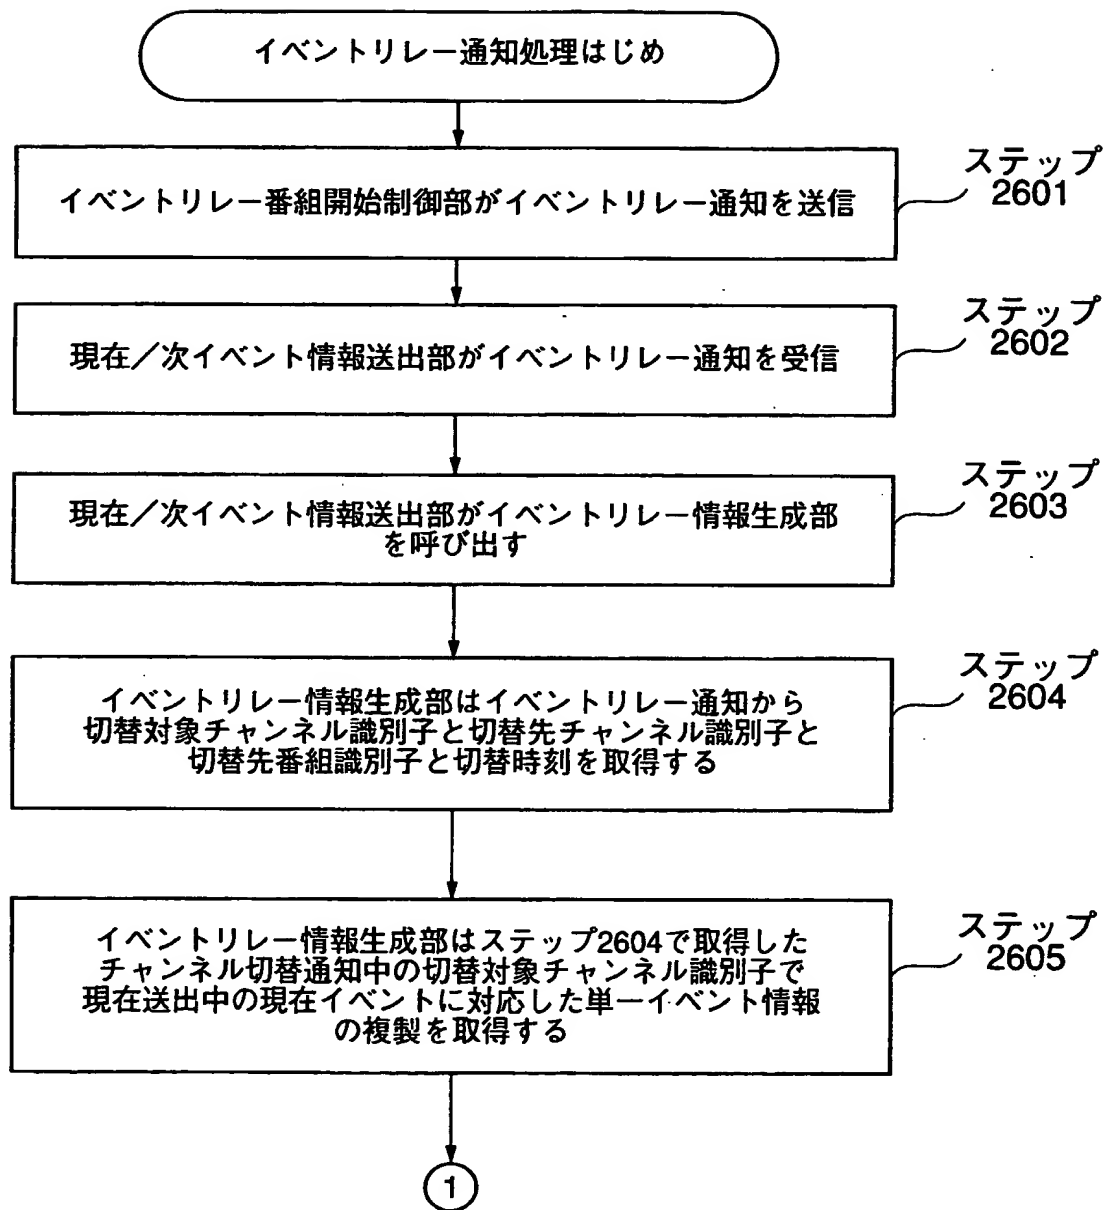 イベントリレー通知処理はじめ
イベントリレー番組開始制御部がイベントリレー通知を送信
ステップ
2601
現在／次イベント情報送出部がイベントリレー通知を受信
ステップ
2602
現在／次イベント情報送出部がイベントリレー情報生成部
を呼び出す
ステップ
2603
イベントリレー情報生成部はイベントリレー通知から
切替対象チャンネル識別子と切替先チャンネル識別子と
切替先番組識別子と切替時刻を取得する
ステップ
2604
イベントリレー情報生成部はステップ2604で取得した
チャンネル切替通知中の切替対象チャンネル識別子で
現在送出中の現在イベントに対応した単一イベント情報
の複製を取得する
ステップ
2605
1